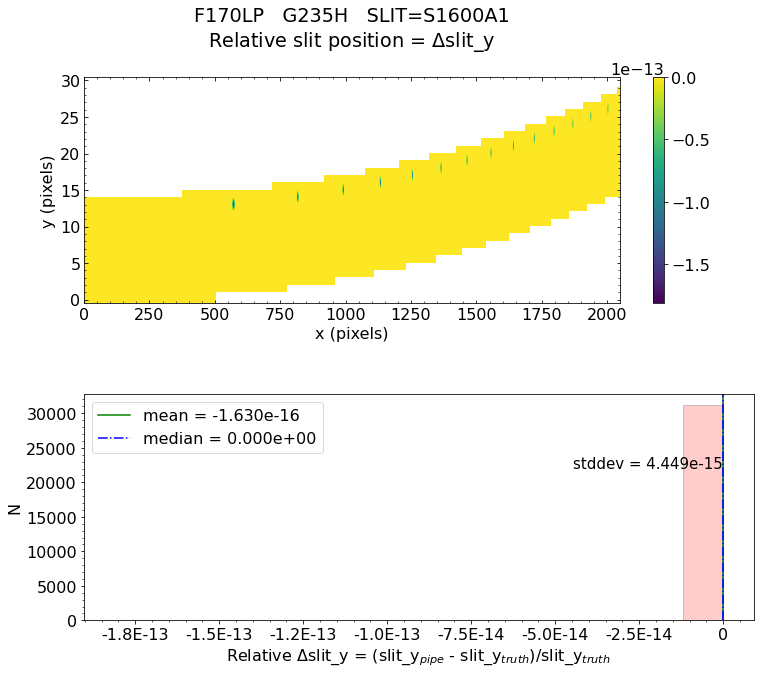 F170LP   G235H   SLIT=S1600A1
Relative slit position = Δslit_y
1e−13
30
25
20
15
10
5
0
y (pixels)
0 250 500 750 1000 1250 1500 1750 2000
x (pixels)
0.0
−0.5
−1.0
−1.5
mean = -1.630e-16
median = 0.000e+00
stddev = 4.449e-15
30000
25000
20000
15000
10000
5000
0
N
-1.8E-13 -1.5E-13 -1.2E-13 -1.0E-13 -7.5E-14 -5.0E-14 -2.5E-14 0
Relative Δslit_y = (slit_y_pipe - slit_y_truth)/slit_y_truth